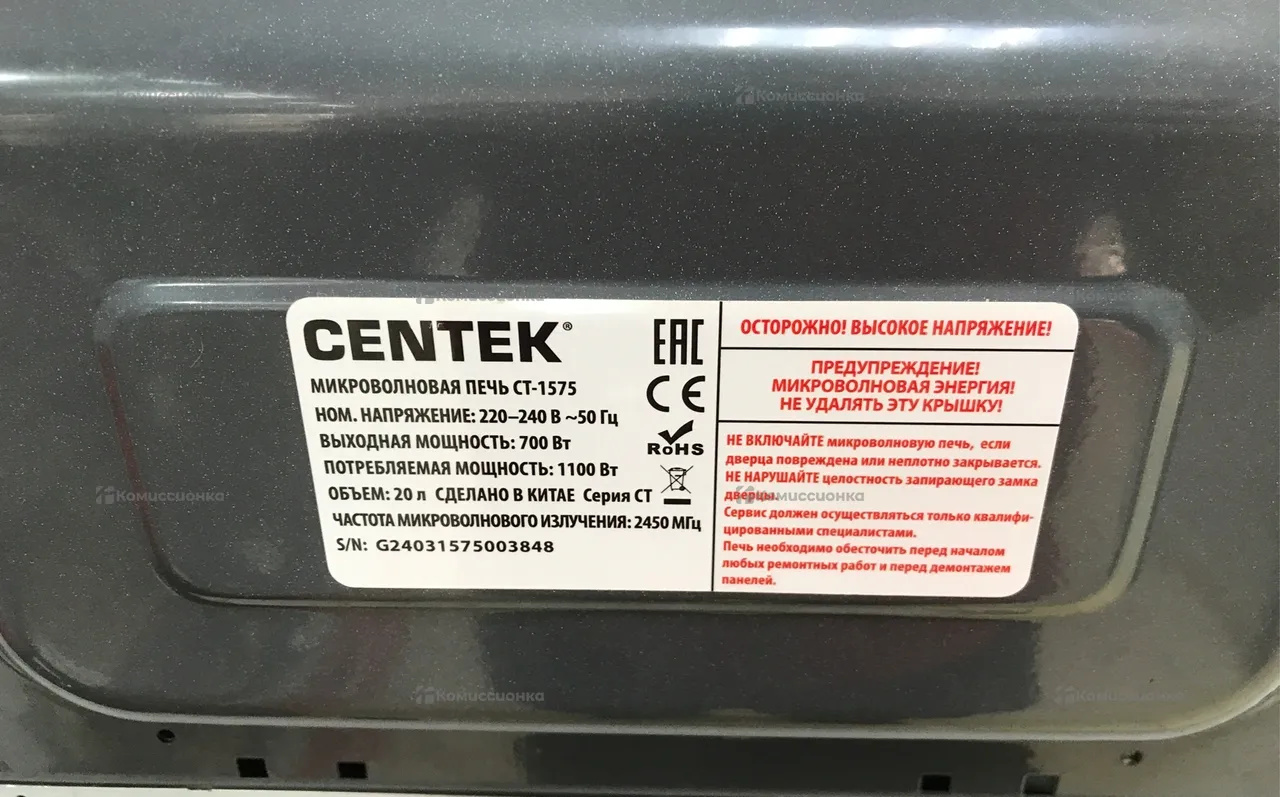 CENTEK®
МИКРОВОЛНОВАЯ ПЕЧЬ CT-1575
НОМ. НАПРЯЖЕНИЕ: 220–240 В ~50 Гц
ВЫХОДНАЯ МОЩНОСТЬ: 700 Вт
ПОТРЕБЛЯЕМАЯ МОЩНОСТЬ: 1100 Вт
ОБЪЕМ: 20 л СДЕЛАНО В КИТАЕ Серия СТ
ЧАСТОТА МИКРОВОЛНОВОГО ИЗЛУЧЕНИЯ: 2450 МГц
S/N: G24031575003848
EAC
CE
RoHS
ОСТОРОЖНО! ВЫСОКОЕ НАПРЯЖЕНИЕ!
ПРЕДУПРЕЖДЕНИЕ!
МИКРОВОЛНОВАЯ ЭНЕРГИЯ!
НЕ УДАЛЯТЬ ЭТУ КРЫШКУ!
НЕ ВКЛЮЧАЙТЕ микроволновую печь, если
дверца повреждена или неплотно закрывается.
НЕ НАРУШАЙТЕ целостность запирающего замка
дверцы.
Сервис должен осуществляться только квалифи-
цированными специалистами.
Печь необходимо обесточить перед началом
любых ремонтных работ и перед демонтажем
панелей.
Комиссионка
Комиссионка
Комиссионка
Комиссионка
Комиссионка
Комиссионка